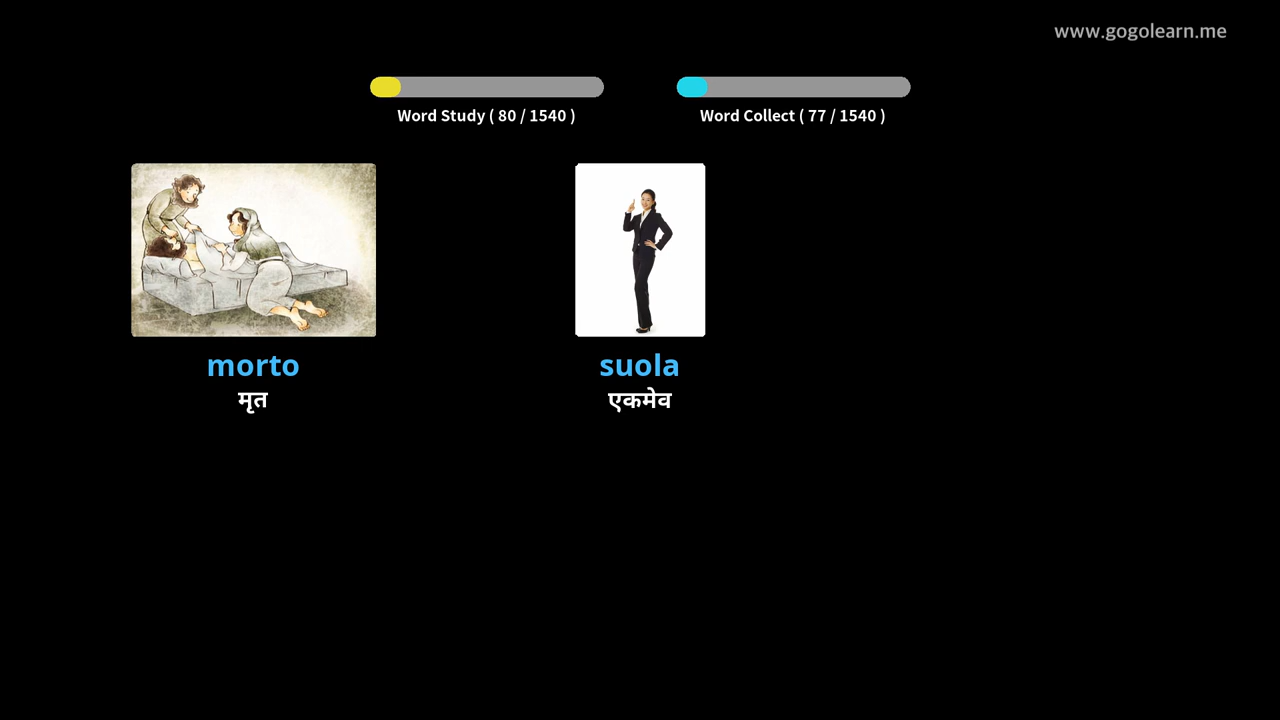 www.gogolearn.me
Word Study ( 80 / 1540 )
Word Collect ( 77 / 1540 )
morto
मृत
suola
एकमेव